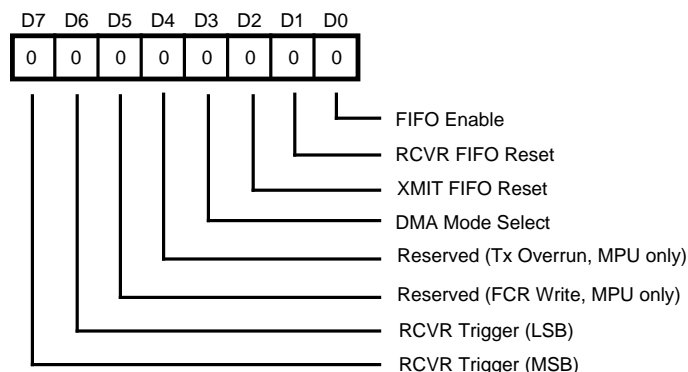 D7 D6 D5 D4 D3 D2 D1 D0
0 0 0 0 0 0 0 0
FIFO Enable
RCVR FIFO Reset
XMIT FIFO Reset
DMA Mode Select
Reserved (Tx Overrun, MPU only)
Reserved (FCR Write, MPU only)
RCVR Trigger (LSB)
RCVR Trigger (MSB)